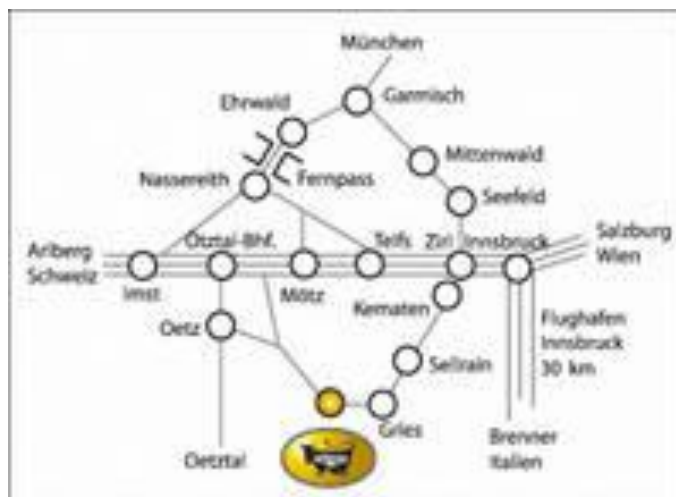 München
Garmisch
Ehrwald
Mittenwald
Nassereith
Fernpass
Seefeld
Ötztal-Bhf.
Telfs
Zirl
Innsbruck
Salzburg
Wien
Arlberg
Schweiz
Imst
Mötz
Kematen
Oetz
Sellrain
Flughafen
Innsbruck
30 km
Gries
Oetztal
Brenner
Italien